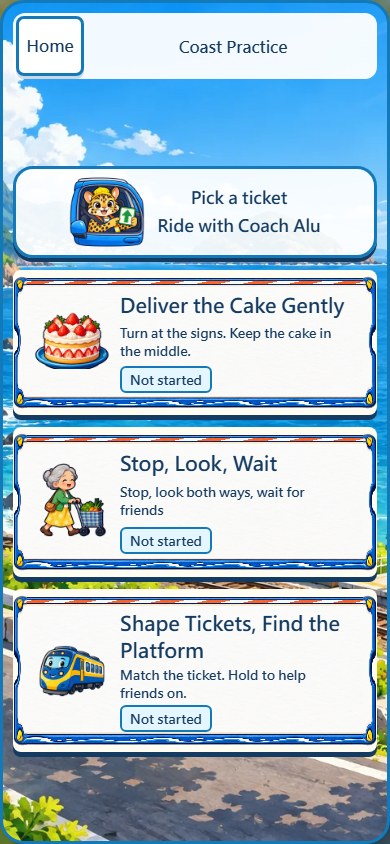 Home
Coast Practice
Pick a ticket
Ride with Coach Alu
Deliver the Cake Gently
Turn at the signs. Keep the cake in
the middle.
Not started
Stop, Look, Wait
Stop, look both ways, wait for
friends
Not started
Shape Tickets, Find the
Platform
Match the ticket. Hold to help
friends on.
Not started